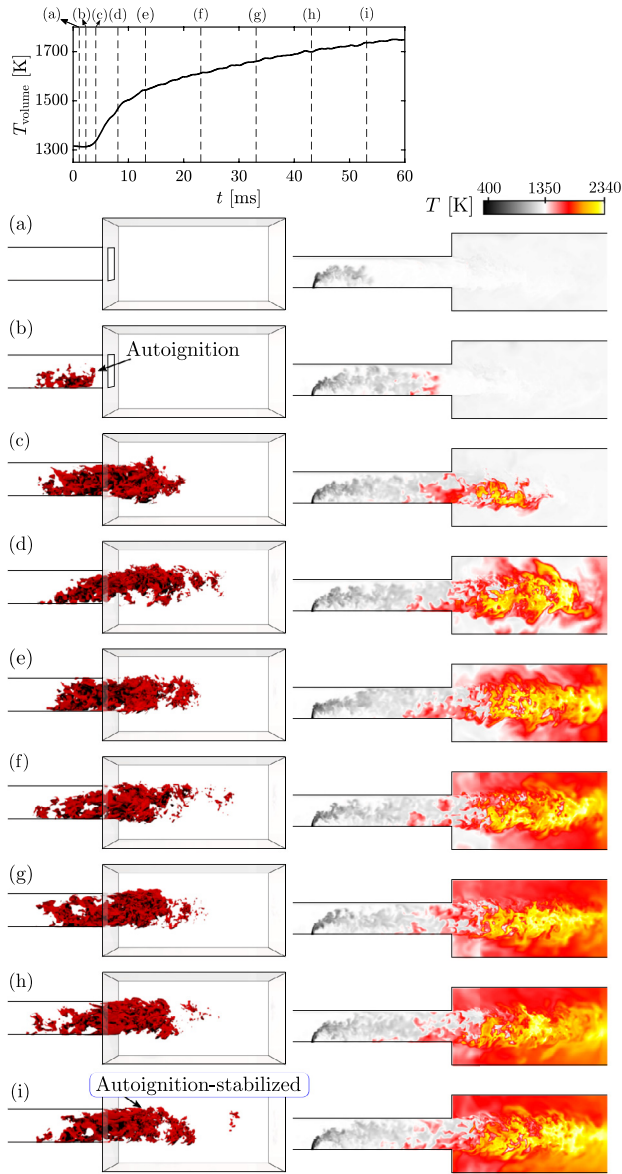 (a) (b) (c) (d) (e) (f) (g) (h) (i)
1700
1500
1300
T_volume [K]
0 10 20 30 40 50 60
t [ms]
T [K] 400 1350 2340
(a)
(b)
Autoignition
(c)
(d)
(e)
(f)
(g)
(h)
(i)
Autoignition-stabilized